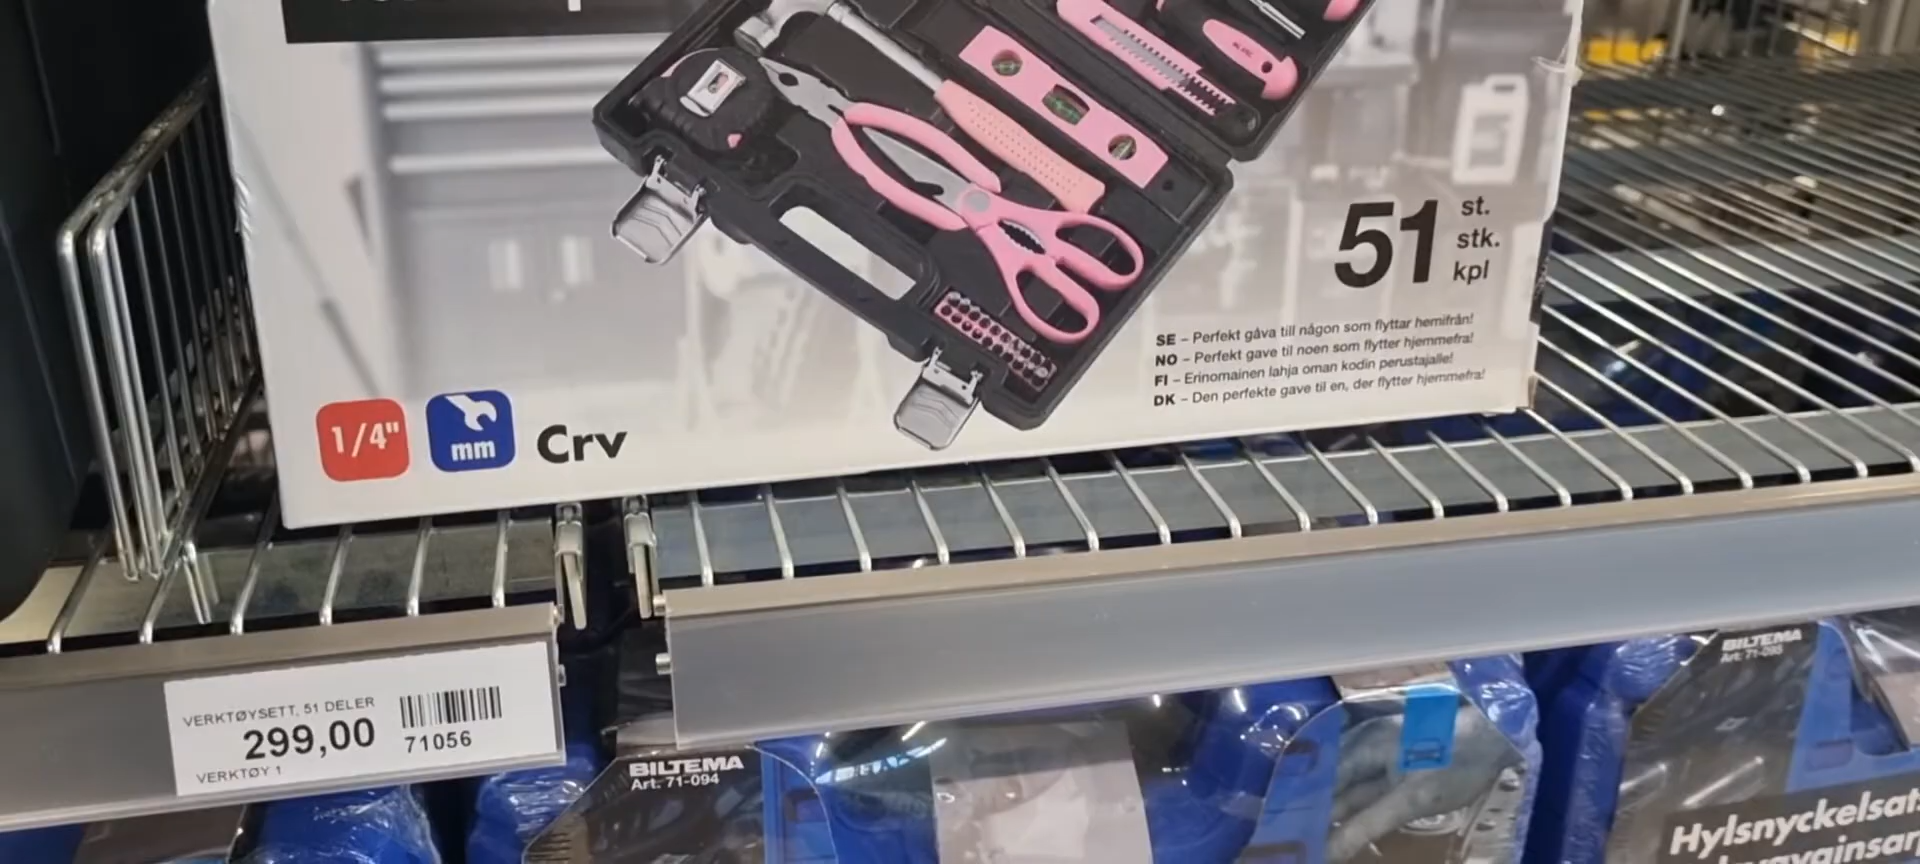 51
st.
stk.
kpl
SE – Perfekt gåva till någon som flyttar hemifrån!
NO – Perfekt gave til noen som flytter hjemmefra!
FI – Erinomainen lahja oman kodin perustajalle!
DK – Den perfekte gave til en, der flytter hjemmefra!
1/4"
mm
Crv
VERKTØYSETT, 51 DELER
299,00
71056
VERKTØY 1
BILTEMA
Art. 71-094
BILTEMA
Art. 71-095
Hylsnyckelsat